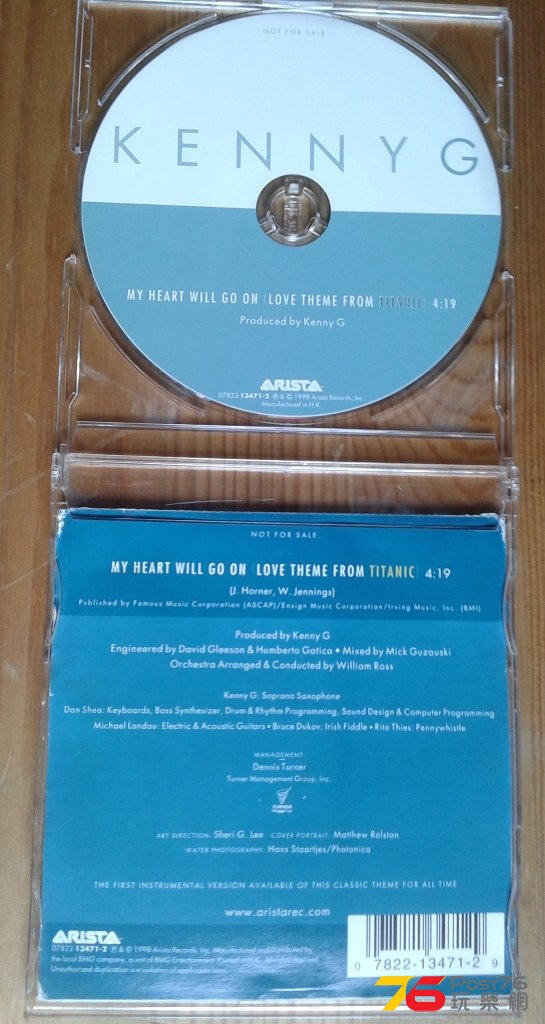 NOT FOR SALE
KENNY G
MY HEART WILL GO ON (LOVE THEME FROM TITANIC) 4:19
Produced by Kenny G
ARISTA
07822-13471-2 ℗ & © 1998 Arista Records, Inc.
Manufactured in H.K.
NOT FOR SALE.
MY HEART WILL GO ON (LOVE THEME FROM TITANIC) 4:19
(J. Horner, W. Jennings)
Published by Famous Music Corporation (ASCAP)/Ensign Music Corporation/Irving Music, Inc. (BMI)
Produced by Kenny G
Engineered by David Gleeson & Humberto Gatica • Mixed by Mick Guzauski
Orchestra Arranged & Conducted by William Ross
Kenny G: Soprano Saxophone
Dan Shea: Keyboards, Bass Synthesizer, Drum & Rhythm Programming, Sound Design & Computer Programming
Michael Landau: Electric & Acoustic Guitars • Bruce Dukov: Irish Fiddle • Rita Thies: Pennywhistle
MANAGEMENT:
Dennis Turner
Turner Management Group, Inc.
TURNER
ART DIRECTION: Sheri G. Lee COVER PORTRAIT: Matthew Rolston
WATER PHOTOGRAPHY: Hans Staartjes/Photonica
THE FIRST INSTRUMENTAL VERSION AVAILABLE OF THIS CLASSIC THEME FOR ALL TIME
www.aristarec.com
ARISTA
07822-13471-2 ℗ & © 1998 Arista Records, Inc. Manufactured and Distributed by
the local BMG company, a unit of BMG Entertainment. Printed in H.K. All rights reserved.
Unauthorized duplication is a violation of applicable laws.
0 7822-13471-2 9
76 Post76
玩樂網